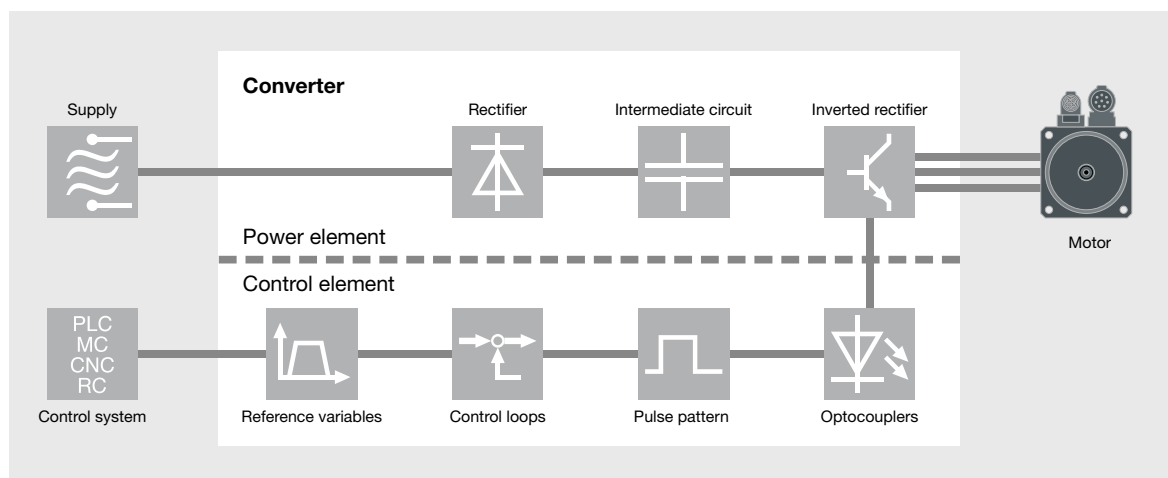 Converter
Supply
Rectifier
Intermediate circuit
Inverted rectifier
Motor
Power element
Control element
PLC
MC
CNC
RC
Control system
Reference variables
Control loops
Pulse pattern
Optocouplers